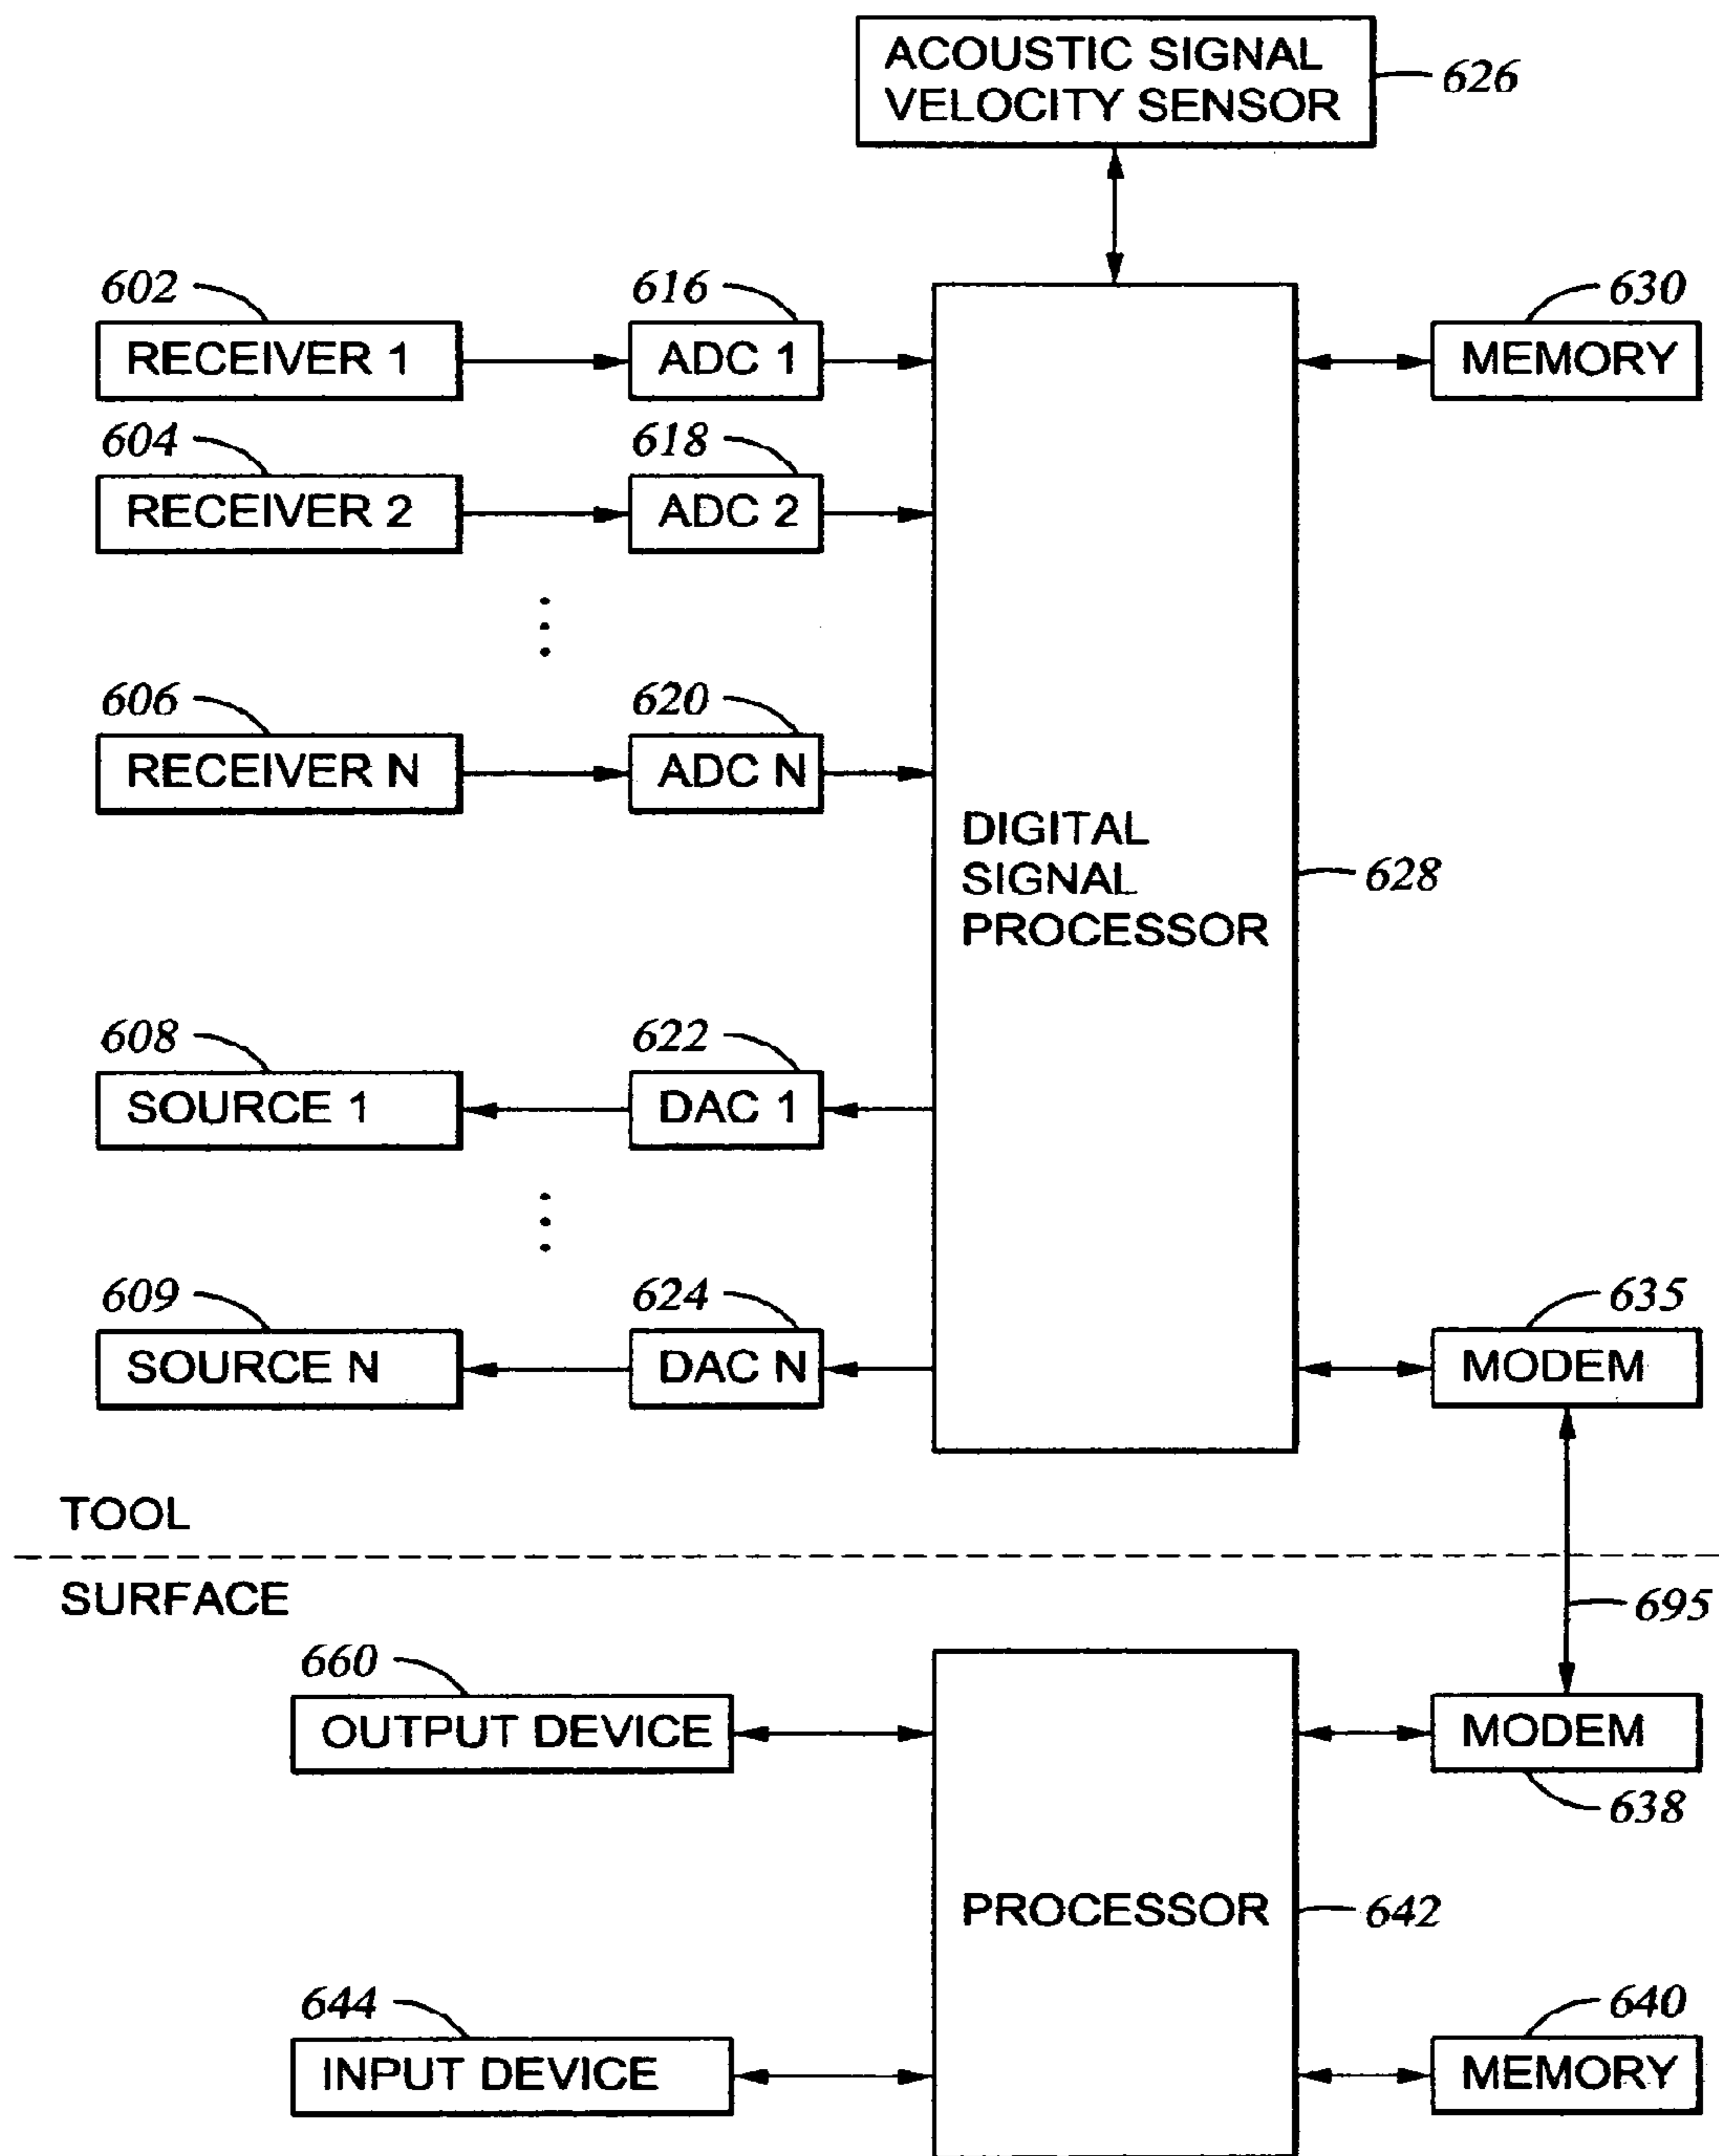 ACOUSTIC SIGNAL
VELOCITY SENSOR
626
602
616
630
RECEIVER 1
ADC 1
MEMORY
604
618
RECEIVER 2
ADC 2
606
620
RECEIVER N
ADC N
DIGITAL
SIGNAL
PROCESSOR
628
608
622
SOURCE 1
DAC 1
609
624
635
SOURCE N
DAC N
MODEM
TOOL
SURFACE
695
660
OUTPUT DEVICE
MODEM
638
PROCESSOR
642
644
640
INPUT DEVICE
MEMORY